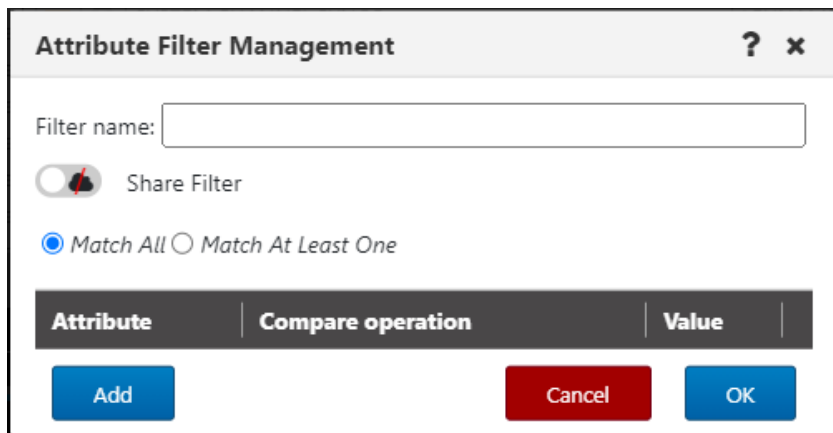 Attribute Filter Management ? ×
Filter name:
Share Filter
Match All Match At Least One
Attribute Compare operation Value
Add Cancel OK